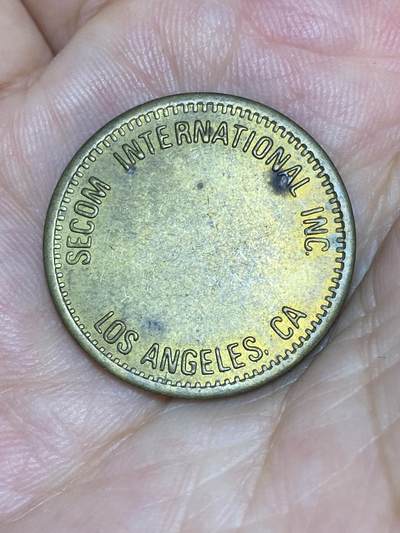 SECOM INTERNATIONAL INC.
LOS ANGELES, CA